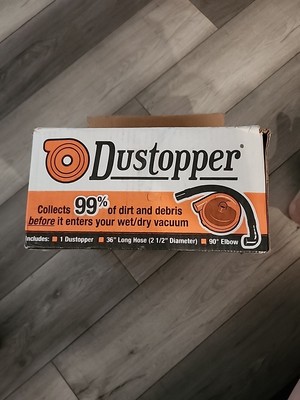 Dustopper®
Collects 99% of dirt and debris
before it enters your wet/dry vacuum
Includes: ■ 1 Dustopper ■ 36" Long Hose (2 1/2" Diameter) ■ 90° Elbow